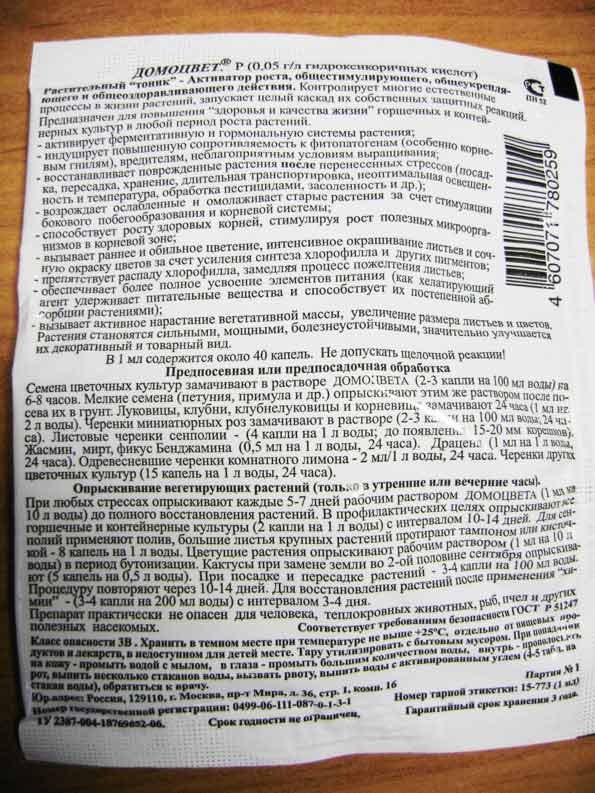 ДОМОЦВЕТ.® Р (0,05 г/л гидроксикоричных кислот)
Растительный "тоник" - Активатор роста, общестимулирующего, общеукрепля-
ющего и общеоздоравливающего действия. Контролирует многие естественные
процессы в жизни растений, запускает целый каскад их собственных защитных реакций.
Предназначен для повышения "здоровья и качества жизни" горшечных и контей-
нерных культур в любой период роста растений.
- активирует ферментативную и гормональную системы растения;
- индуцирует повышенную сопротивляемость к фитопатогенам (особенно корне-
вым гнилям), вредителям, неблагоприятным условиям выращивания;
- восстанавливает поврежденные растения после перенесенных стрессов (посад-
ка, пересадка, хранение, длительная транспортировка, неоптимальная освещен-
ность и температура, обработка пестицидами, засоленность и др.);
- возрождает ослабленные и омолаживает старые растения за счет стимуляции
бокового побегообразования и корневой системы;
- способствует росту здоровых корней, стимулируя рост полезных микроорга-
низмов в корневой зоне;
- вызывает раннее и обильное цветение, интенсивное окрашивание листьев и соч-
ную окраску цветов за счет усиления синтеза хлорофилла и других пигментов;
- препятствует распаду хлорофилла, замедляя процесс пожелтения листьев;
- обеспечивает более полное усвоение элементов питания (как хелатирующий
агент удерживает питательные вещества и способствует их постепенной аб-
сорбции растениями);
- вызывает активное нарастание вегетативной массы, увеличение размера листьев и цветов.
Растения становятся сильными, мощными, болезнеустойчивыми, значительно улучшается
их декоративный и товарный вид.
В 1 мл содержится около 40 капель. Не допускать щелочной реакции!
Предпосевная или предпосадочная обработка
Семена цветочных культур замачивают в растворе ДОМОЦВЕТА (2-3 капли на 100 мл воды) на
6-8 часов. Мелкие семена (петуния, примула и др.) опрыскивают этим же раствором после по-
сева их в грунт. Луковицы, клубни, клубнелуковицы и корневища замачивают 24 часа (1 мл на
2 л воды). Черенки миниатюрных роз замачивают в растворе (2-3 капли на 100 мл воды, 24 ча-
са). Листовые черенки сенполии - (4 капли на 1 л воды; до появления 15-20 мм корешков).
Жасмин, мирт, фикус Бенджамина (0,5 мл на 1 л воды, 24 часа). Драцена (1 мл на 1 л воды,
24 часа). Одревесневшие черенки комнатного лимона - 2 мл/1 л воды, 24 часа. Черенки других
цветочных культур (15 капель на 1 л воды, 24 часа).
Опрыскивание вегетирующих растений (только в утренние или вечерние часы).
При любых стрессах опрыскивают каждые 5-7 дней рабочим раствором ДОМОЦВЕТА (1 мл на
10 л воды) до полного восстановления растений. В профилактических целях опрыскивают все
горшечные и контейнерные культуры (2 капли на 1 л воды) с интервалом 10-14 дней. Для сен-
полий применяют полив, большие листья крупных растений протирают тампоном или кисточ-
кой - 8 капель на 1 л воды. Цветущие растения опрыскивают рабочим раствором (1 мл на 10 л
воды) в период бутонизации. Кактусы при замене земли во 2-ой половине сентября опрыскива-
ют (5 капель на 0,5 л воды). При посадке и пересадке растений - 3-4 капли на 100 мл воды.
Процедуру повторяют через 10-14 дней. Для восстановления растений после применения "хи-
мии" - (3-4 капли на 200 мл воды) с интервалом 3-4 дня.
Препарат практически не опасен для человека, теплокровных животных, рыб, пчел и других
полезных насекомых. Соответствует требованиям безопасности ГОСТ Р 51247
Класс опасности 3В. Хранить в темном месте при температуре не выше +25°С, отдельно от пищевых про-
дуктов и лекарств, в недоступном для детей месте. Тару утилизировать с бытовым мусором. При попадании
на кожу - промыть водой с мылом, в глаза - промыть большим количеством воды, внутрь - прополоскать
рот, выпить несколько стаканов воды, вызвать рвоту, выпить воды с активированным углем (4-5 табл. на
стакан воды), обратиться к врачу. Партия № 1
Юр.адрес: Россия, 129110, г. Москва, пр-т Мира, д. 36, стр. 1, комн. 16
Номер тарной этикетки: 15-773 (1 мл)
Номер государственной регистрации: 0499-06-111-087-0-1-3-1
Гарантийный срок хранения 3 года.
ТУ 2387-004-18769652-06. Срок годности не ограничен,
ПН 32
4 607071 780259